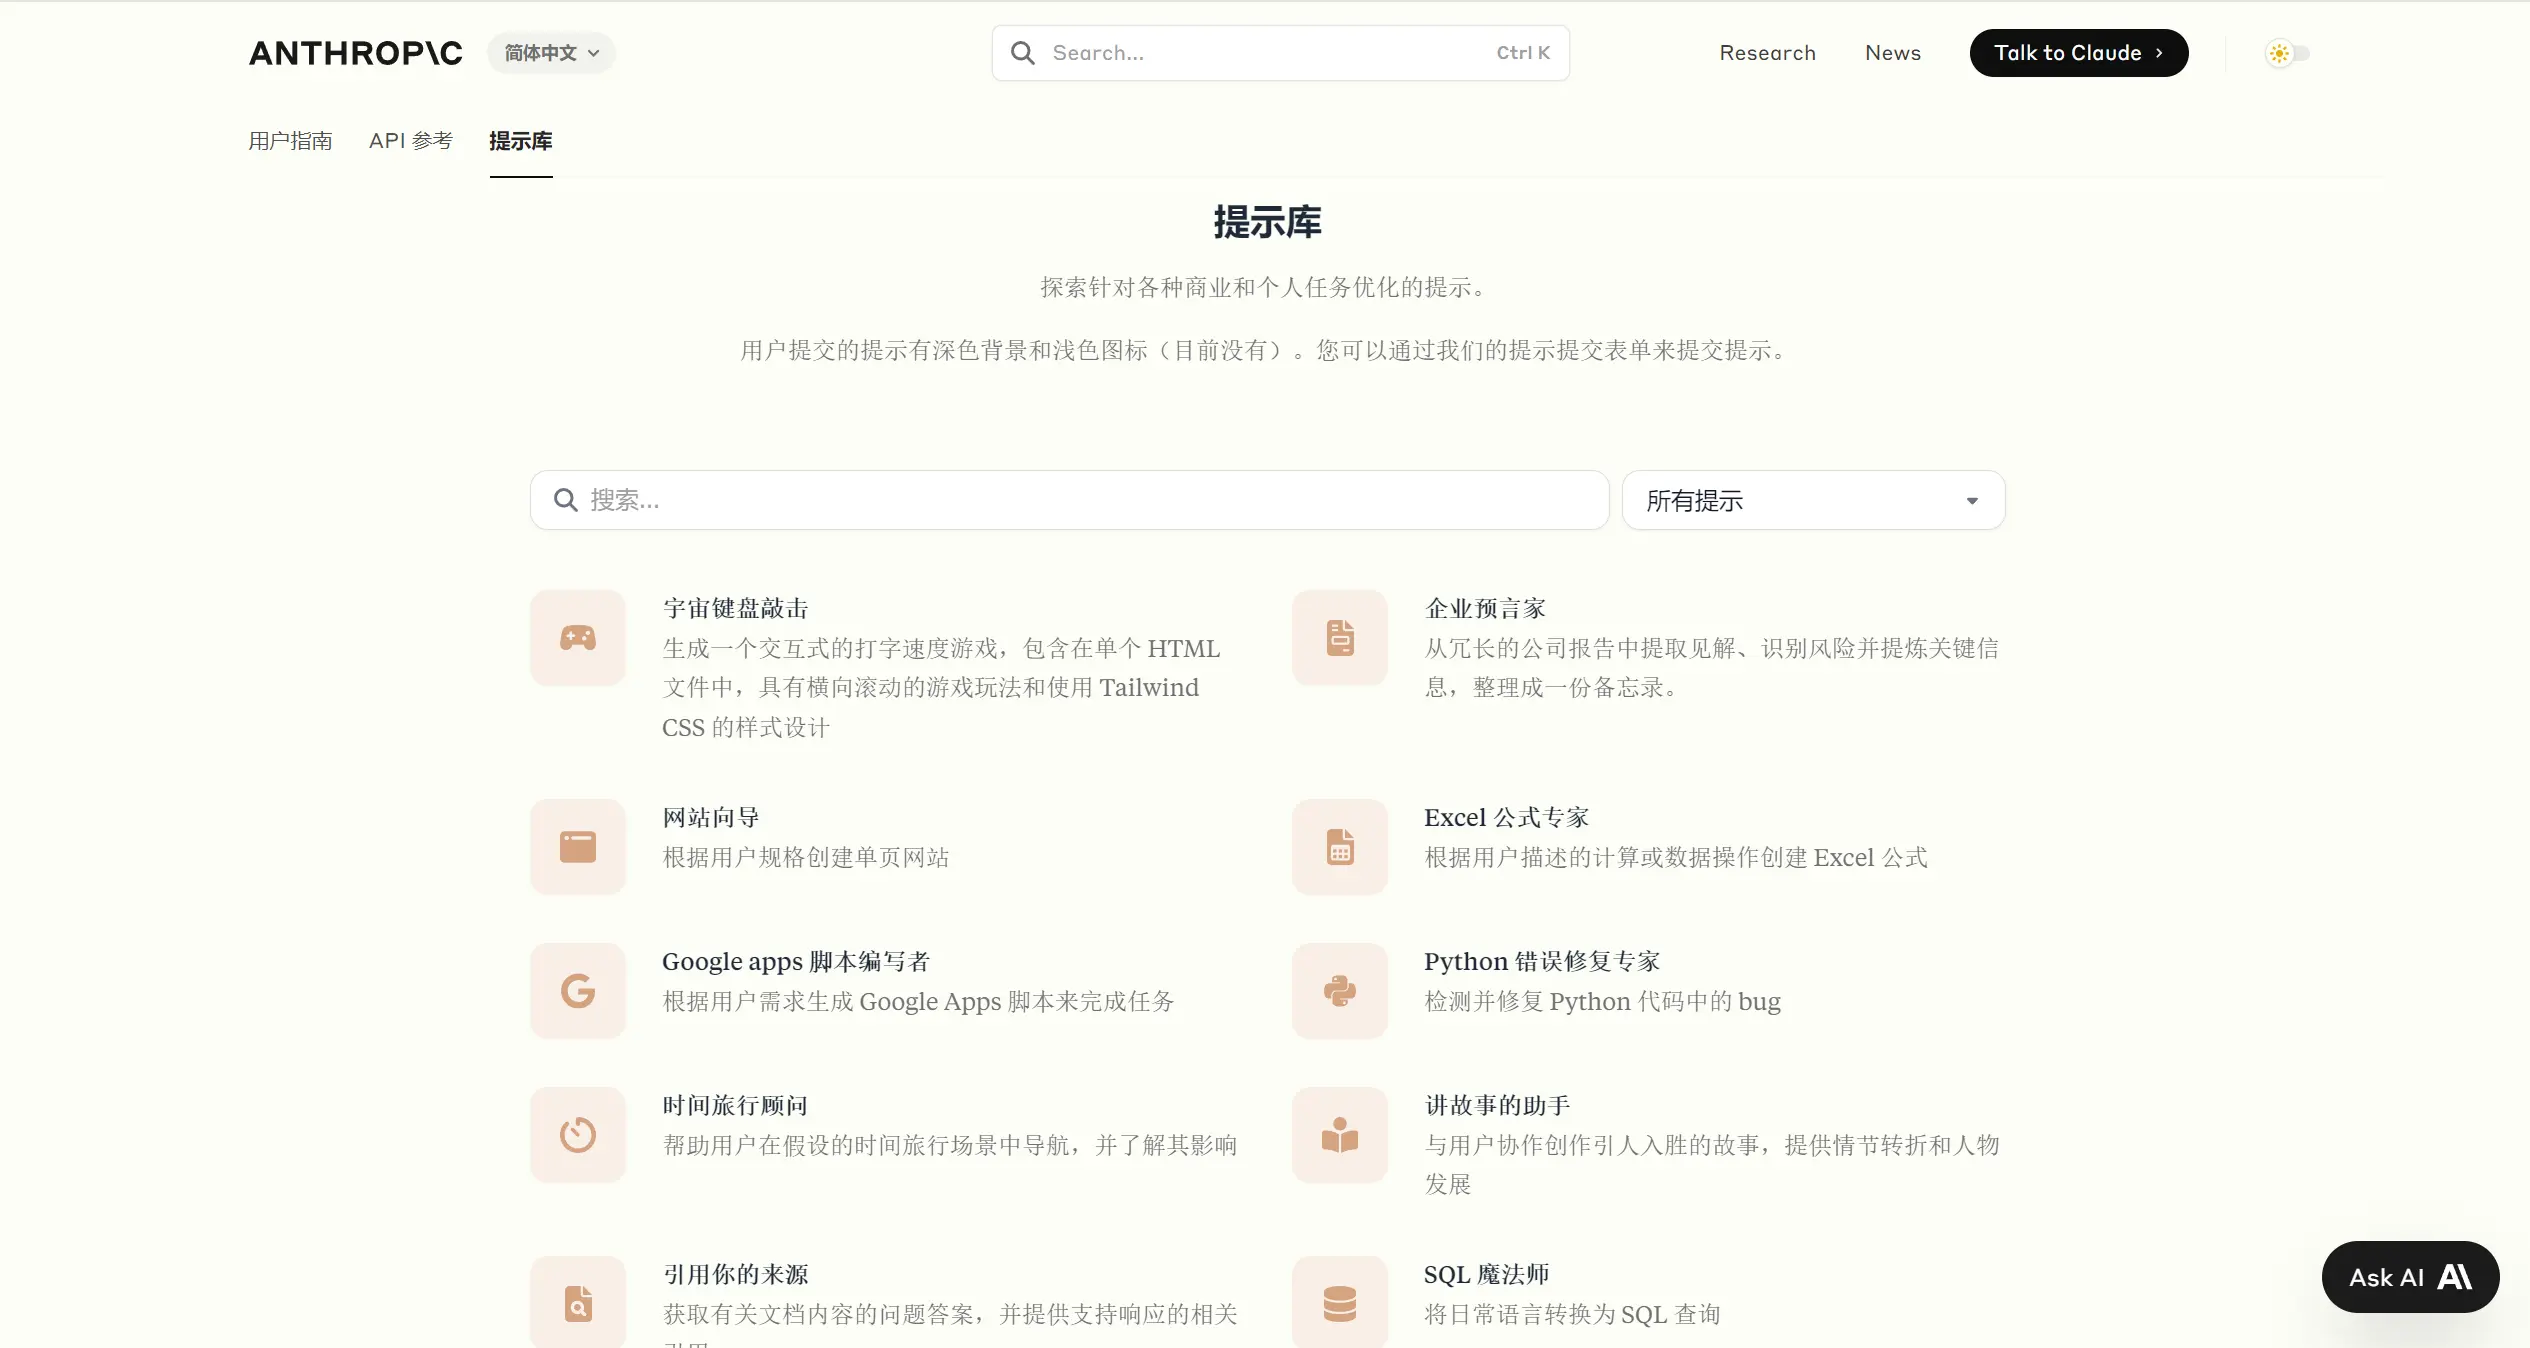 ANTHROP\C
简体中文
Search...
Ctrl K
Research
News
Talk to Claude
用户指南
API 参考
提示库
提示库
探索针对各种商业和个人任务优化的提示。
用户提交的提示有深色背景和浅色图标（目前没有）。您可以通过我们的提示提交表单来提交提示。
搜索...
所有提示
宇宙键盘敲击
生成一个交互式的打字速度游戏，包含在单个 HTML
文件中，具有横向滚动的游戏玩法和使用 Tailwind
CSS 的样式设计
企业预言家
从冗长的公司报告中提取见解、识别风险并提炼关键信
息，整理成一份备忘录。
网站向导
根据用户规格创建单页网站
Excel 公式专家
根据用户描述的计算或数据操作创建 Excel 公式
Google apps 脚本编写者
根据用户需求生成 Google Apps 脚本来完成任务
Python 错误修复专家
检测并修复 Python 代码中的 bug
时间旅行顾问
帮助用户在假设的时间旅行场景中导航，并了解其影响
讲故事的助手
与用户协作创作引人入胜的故事，提供情节转折和人物
发展
引用你的来源
获取有关文档内容的问题答案，并提供支持响应的相关
SQL 魔法师
将日常语言转换为 SQL 查询
Ask AI